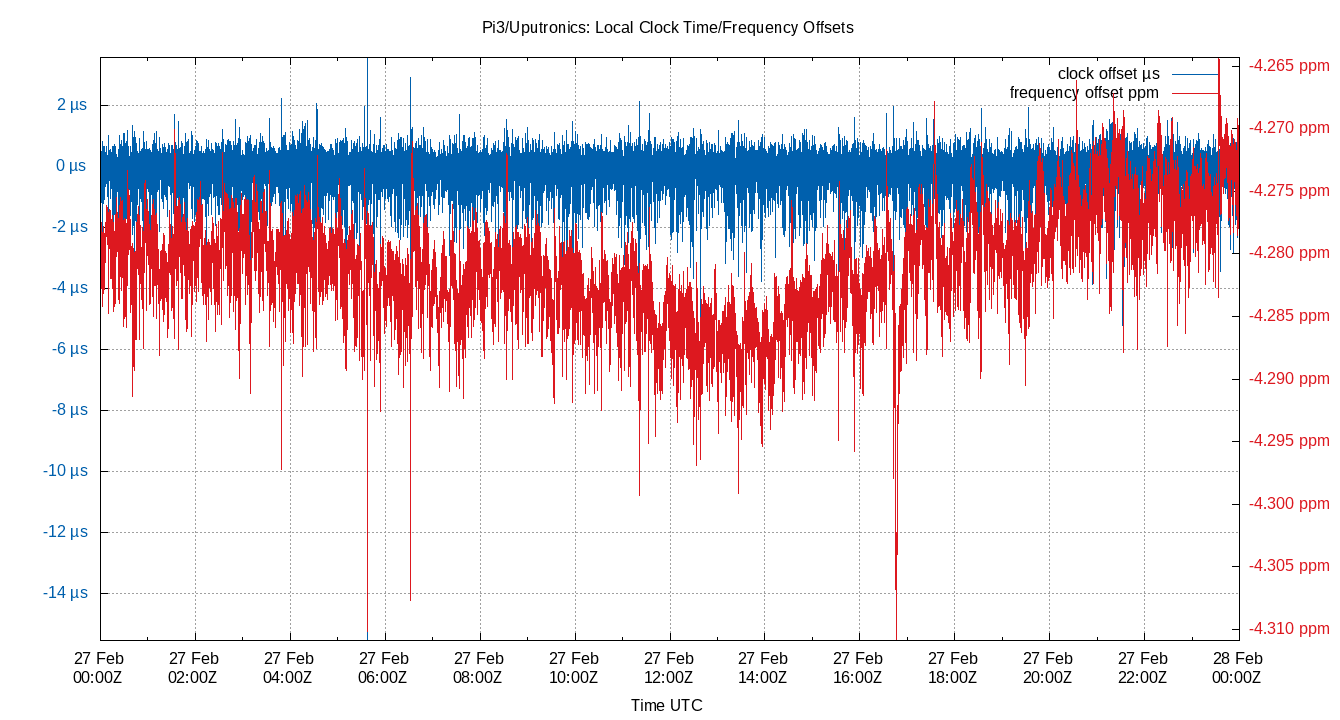 Pi3/Uputronics: Local Clock Time/Frequency Offsets
clock offset µs
frequency offset ppm
2 µs
0 µs
-2 µs
-4 µs
-6 µs
-8 µs
-10 µs
-12 µs
-14 µs
-4.265 ppm
-4.270 ppm
-4.275 ppm
-4.280 ppm
-4.285 ppm
-4.290 ppm
-4.295 ppm
-4.300 ppm
-4.305 ppm
-4.310 ppm
27 Feb 27 Feb 27 Feb 27 Feb 27 Feb 27 Feb 27 Feb 27 Feb 27 Feb 27 Feb 27 Feb 27 Feb 28 Feb
00:00Z 02:00Z 04:00Z 06:00Z 08:00Z 10:00Z 12:00Z 14:00Z 16:00Z 18:00Z 20:00Z 22:00Z 00:00Z
Time UTC